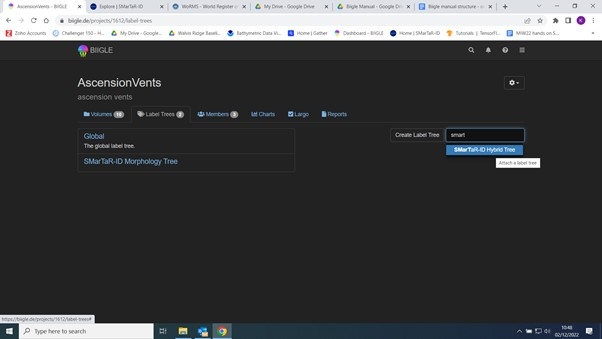 AscensionVents - BIIGLE
Explore | SMarTaR-ID
WoRMS - World Register
My Drive - Google Drive
Biigle Manual - Google Dri
Biigle manual structure
biigle.de/projects/1612/label-trees
Zoho Accounts
Challenger 150 - H
My Drive - Google...
Wakos Ridge Baselin
Bathymetric Data Vi...
Home | Gather
Dashboard - BIIGLE
Home | SMarTaR-ID
Tutorials | TensorFl...
MIW22 hands on S...
BIIGLE
AscensionVents
ascension vents
Volumes
Label Trees 2
Members
Charts
Largo
Reports
Global
The global label tree.
SMarTaR-ID Morphology Tree
Create Label Tree
smart
SMarTaR-ID Hybrid Tree
Attach a label tree
https://biigle.de/projects/1612/label-trees#
Type here to search
10:48
02/12/2022